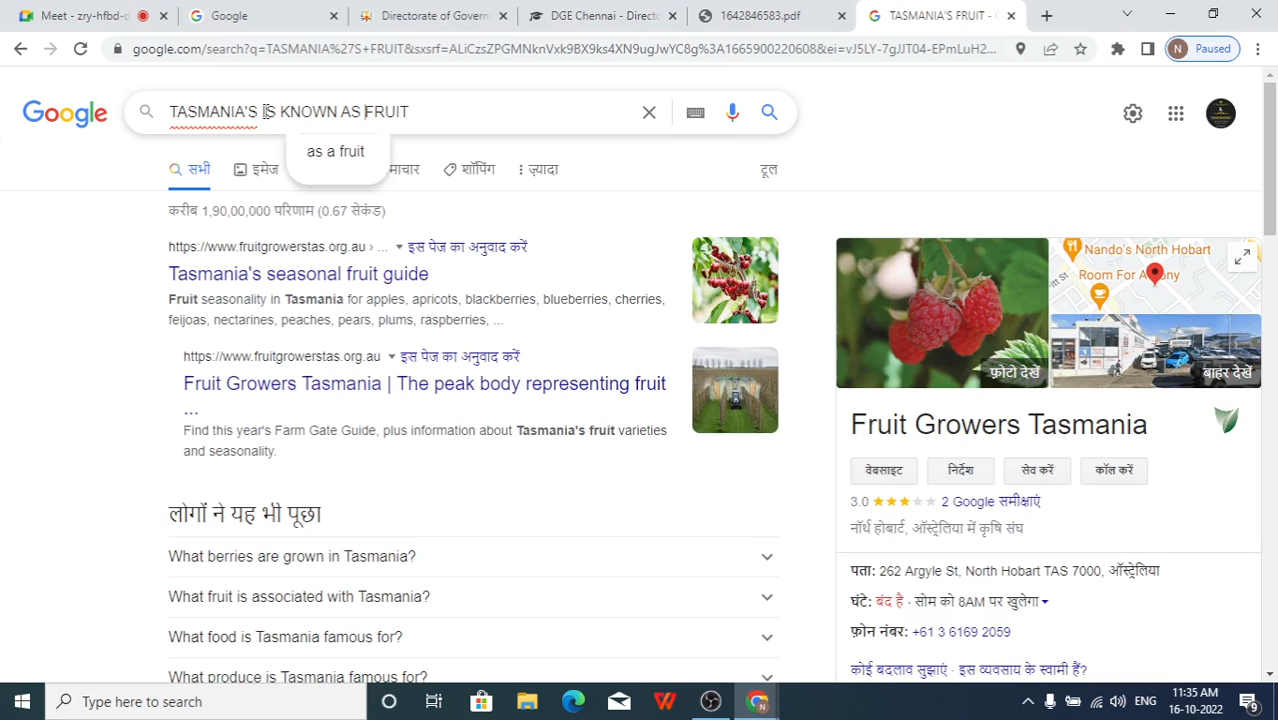 Meet - zry-hfbd-d
Google
Directorate of Govern
DGE Chennai - Direct
1642846583.pdf
TASMANIA'S FRUIT - G
google.com/search?q=TASMANIA%27S+FRUIT&sxsrf=ALiCzsZPGMNknVxk9BX9ks4XN9ugJwYC8g%3A1665900220608&ei=vJ5LY-7gJJT04-EPmLuH2...
N Paused
Google
TASMANIA'S IS KNOWN AS FRUIT
as a fruit
सभी
इमेज
माचार
शॉपिंग
ज़्यादा
टूल
करीब 1,90,00,000 परिणाम (0.67 सेकंड)
https://www.fruitgrowerstas.org.au › ... इस पेज का अनुवाद करें
Tasmania's seasonal fruit guide
Fruit seasonality in Tasmania for apples, apricots, blackberries, blueberries, cherries,
feijoas, nectarines, peaches, pears, plums, raspberries, ...
https://www.fruitgrowerstas.org.au इस पेज का अनुवाद करें
Fruit Growers Tasmania | The peak body representing fruit
...
Find this year's Farm Gate Guide, plus information about Tasmania's fruit varieties
and seasonality.
लोगों ने यह भी पूछा
What berries are grown in Tasmania?
What fruit is associated with Tasmania?
What food is Tasmania famous for?
What produce is Tasmania famous for?
Nando's North Hobart
Room For A ony
फ़ोटो देखें
बाहर देखें
Fruit Growers Tasmania
वेबसाइट
निर्देश
सेव करें
कॉल करें
3.0 2 Google समीक्षाएं
नॉर्थ होबार्ट, ऑस्ट्रेलिया में कृषि संघ
पता: 262 Argyle St, North Hobart TAS 7000, ऑस्ट्रेलिया
घंटे: बंद है · सोम को 8AM पर खुलेगा
फ़ोन नंबर: +61 3 6169 2059
कोई बदलाव सुझाएं · इस व्यवसाय के स्वामी हैं?
Type here to search
ENG
11:35 AM
16-10-2022
9